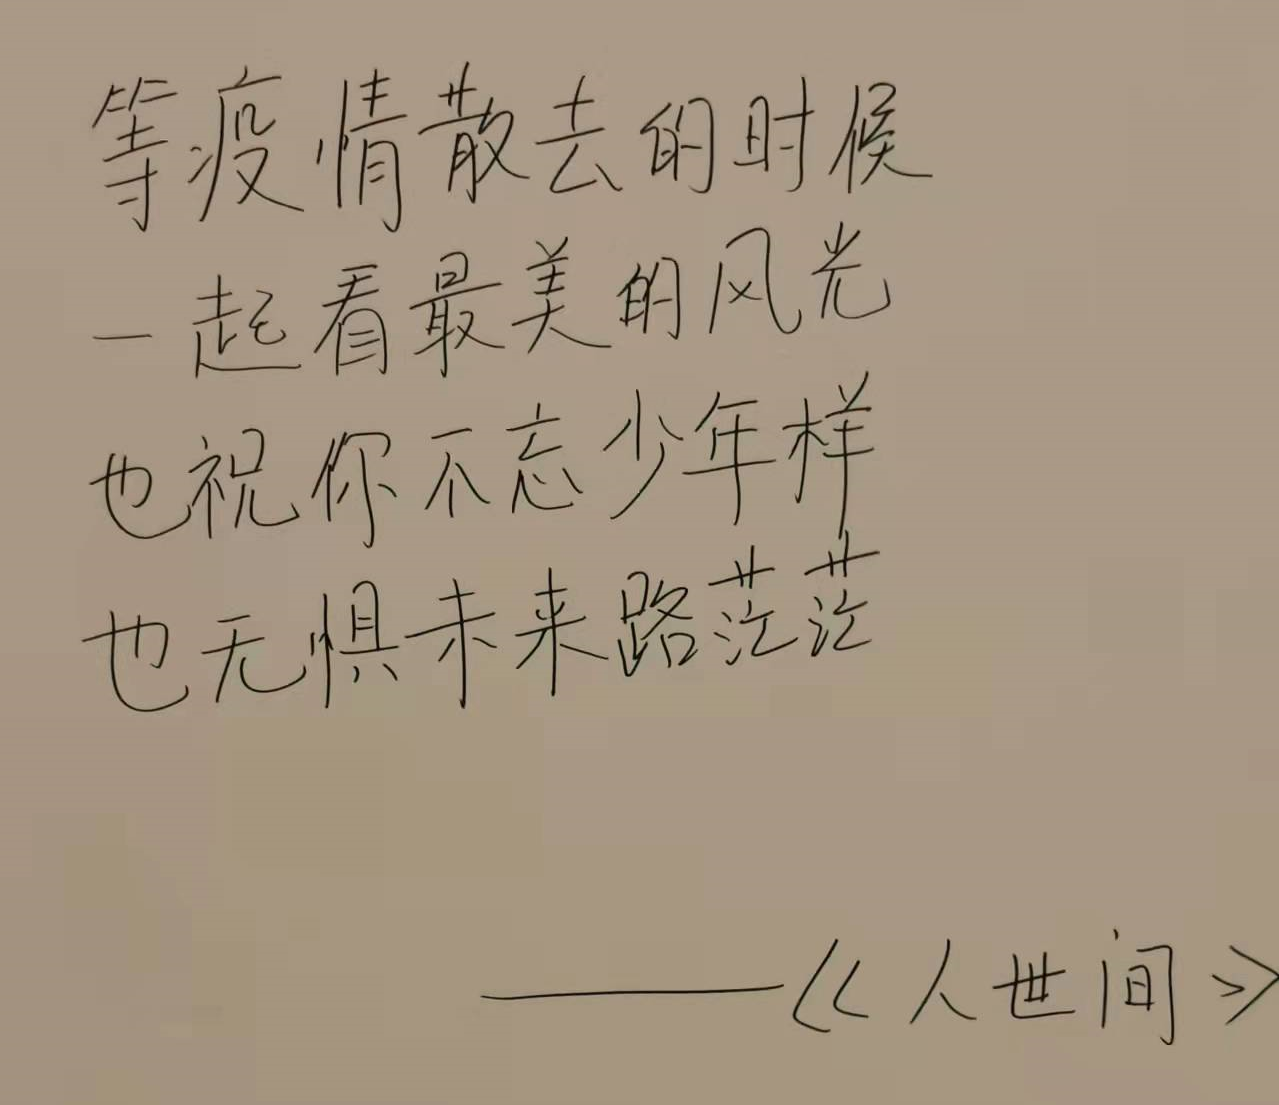 等疫情散去的时候
一起看最美的风光
也祝你不忘少年样
也无惧未来路茫茫
——《人世间》